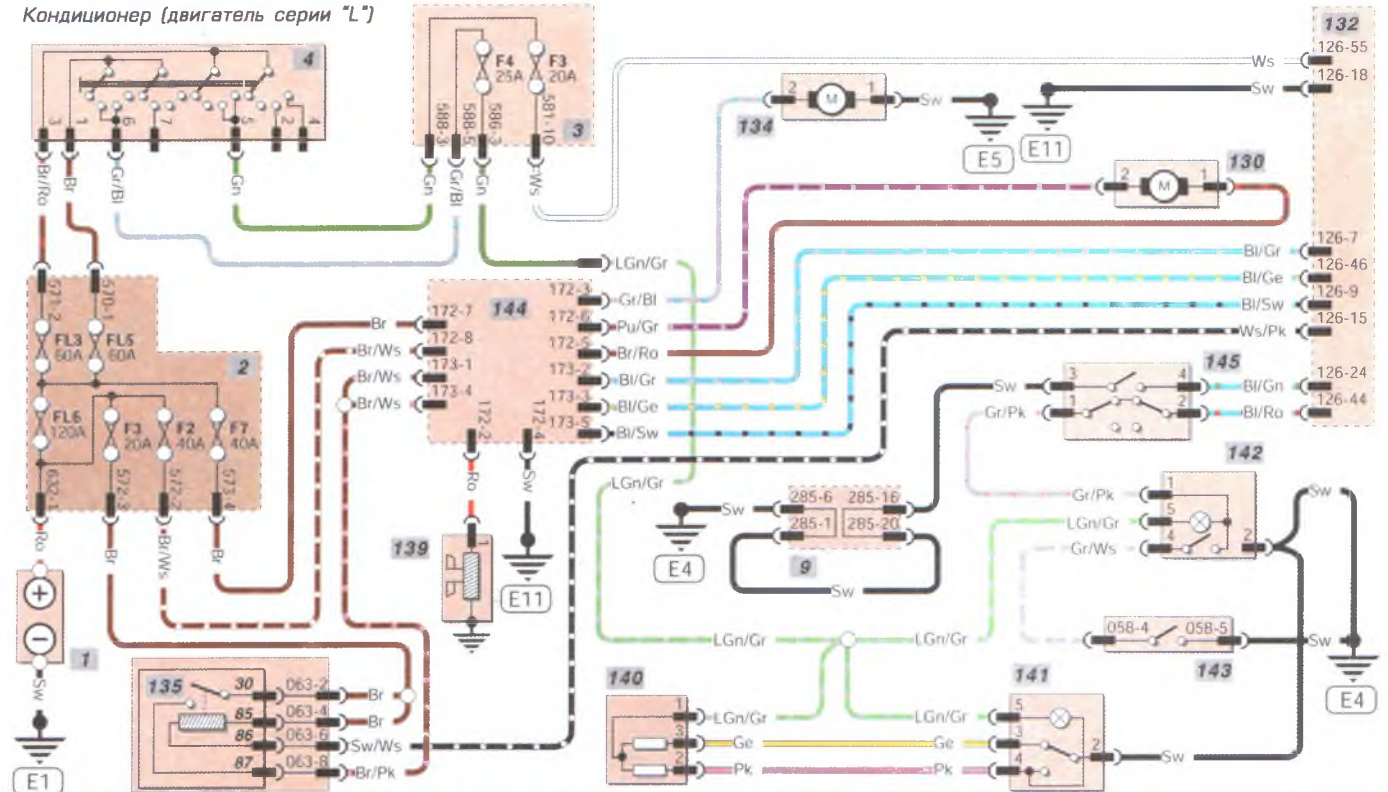 Кондиционер (двигатель серии "L")
4
3 1 6 7 5 2 4
Br/Ro Br Gr/Bl Gn
F4 25A F3 20A
588-3 588-5 586-3 581-10
3
Gn Gr/Bl Gn Ws
132
126-55
Ws
126-18
Sw
134
2 M 1
Sw
E5
E11
130
2 M 1
126-7
Bl/Gr
126-46
Bl/Ge
126-9
Bl/Sw
126-15
Ws/Pk
126-24
Bl/Gn
126-44
Bl/Ro
LGn/Gr
144
172-3
Gr/Bl
172-6
Pu/Gr
172-5
Br/Ro
173-2
Bl/Gr
173-3
Bl/Ge
173-5
Bl/Sw
Br
172-7
Br/Ws
172-8
Br/Ws
173-1
Br/Ws
173-4
172-2 172-4
Ro Sw
571-2 570-1
FL3 60A FL5 60A
2
FL6 120A
F3 20A F2 40A F7 40A
632-1 572-3 572-2 573-4
Ro Br Br/Ws Br
1
Sw
E1
139
1
E11
LGn/Gr
145
Sw
3 4
Gr/Pk
1 2
142
Gr/Pk
1
LGn/Gr
5
Gr/Ws
4 2
Sw
E4
Sw
285-6 285-16
285-1 285-20
9
Sw
058-4 058-5
143
Sw
E4
LGn/Gr LGn/Gr
135
30 063-2 Br
85 063-4 Br
86 063-6 Sw/Ws
87 063-8 Br/Pk
140
1 LGn/Gr
3 Ge
2 Pk
141
LGn/Gr 5
Ge 3 2
Pk 4
Sw